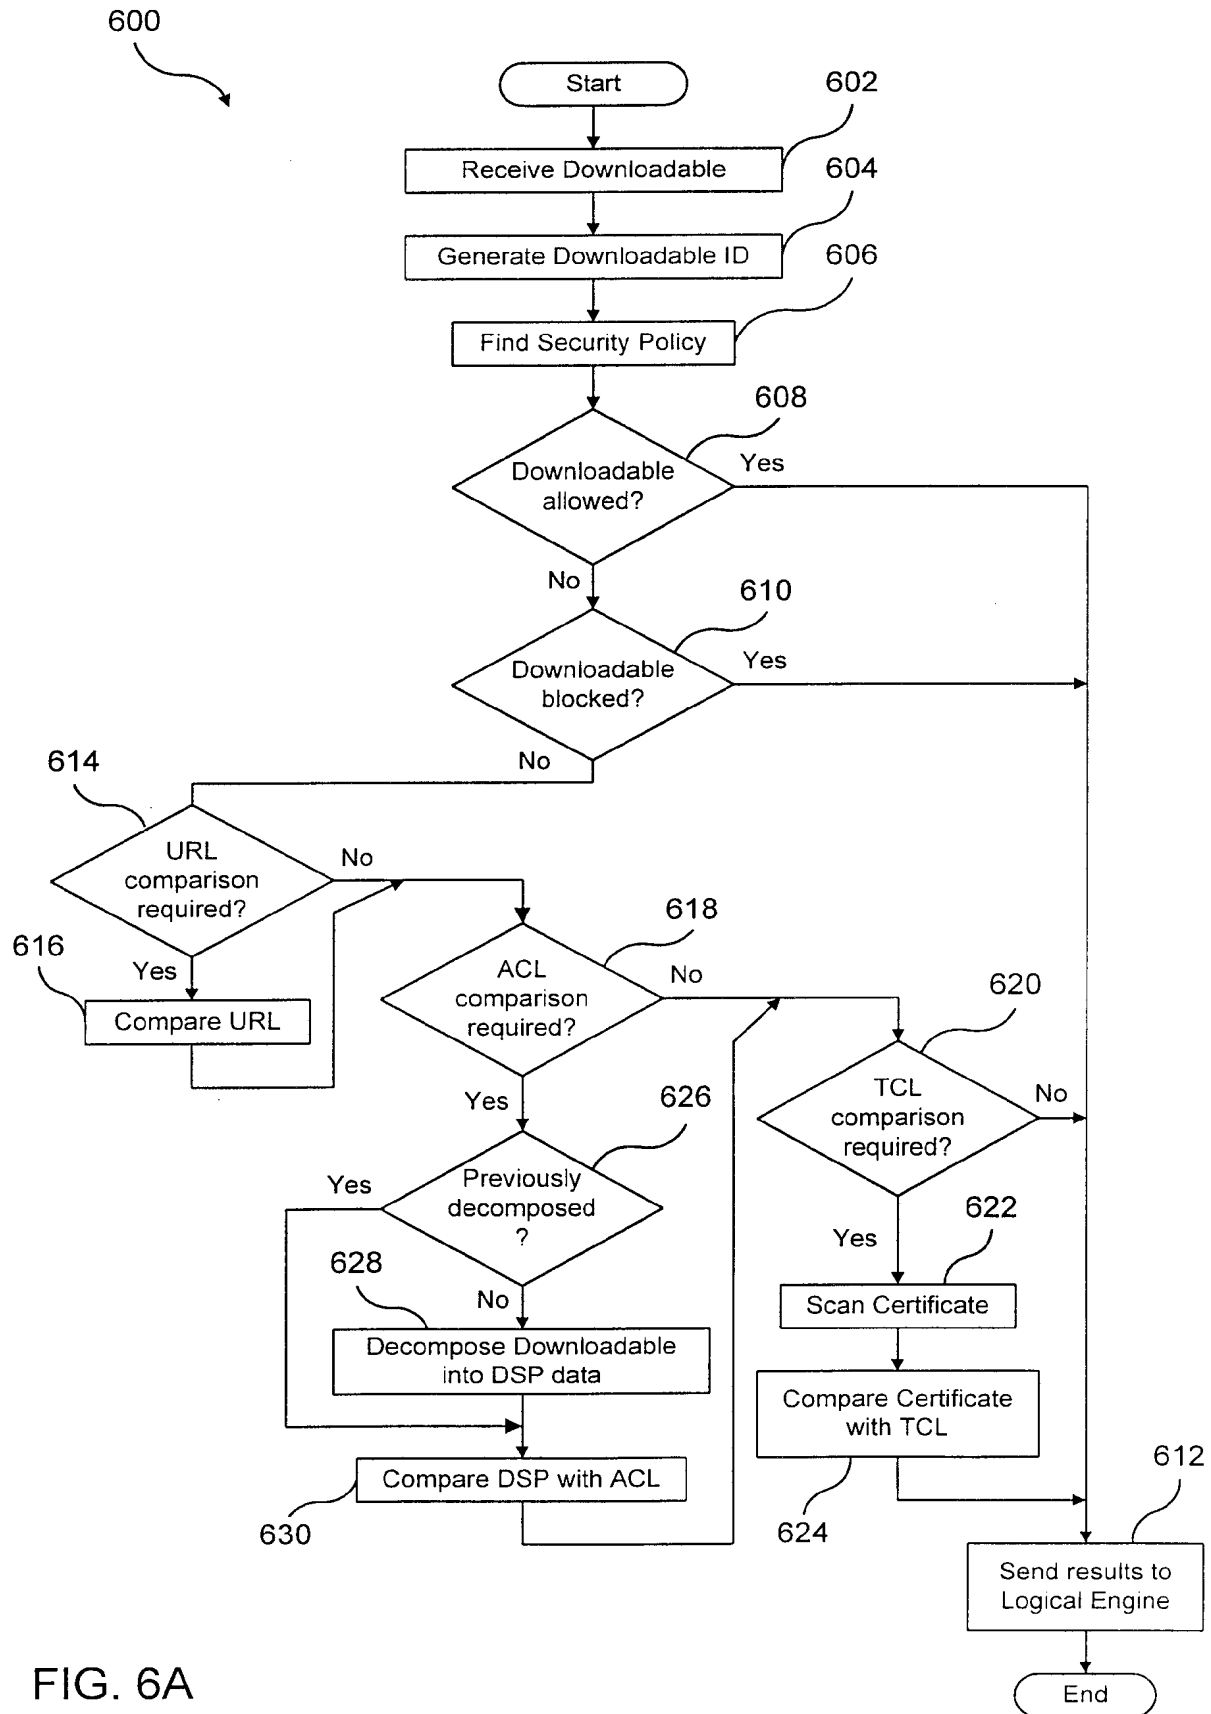 600
Start
602
Receive Downloadable
604
Generate Downloadable ID
606
Find Security Policy
608
Downloadable
allowed?
Yes
No
610
Downloadable
blocked?
Yes
No
614
URL
comparison
required?
No
Yes
616
Compare URL
618
ACL
comparison
required?
No
Yes
620
TCL
comparison
required?
No
Yes
626
Previously
decomposed
?
Yes
No
628
Decompose Downloadable
into DSP data
630
Compare DSP with ACL
622
Scan Certificate
Compare Certificate
with TCL
624
612
Send results to
Logical Engine
End
FIG. 6A